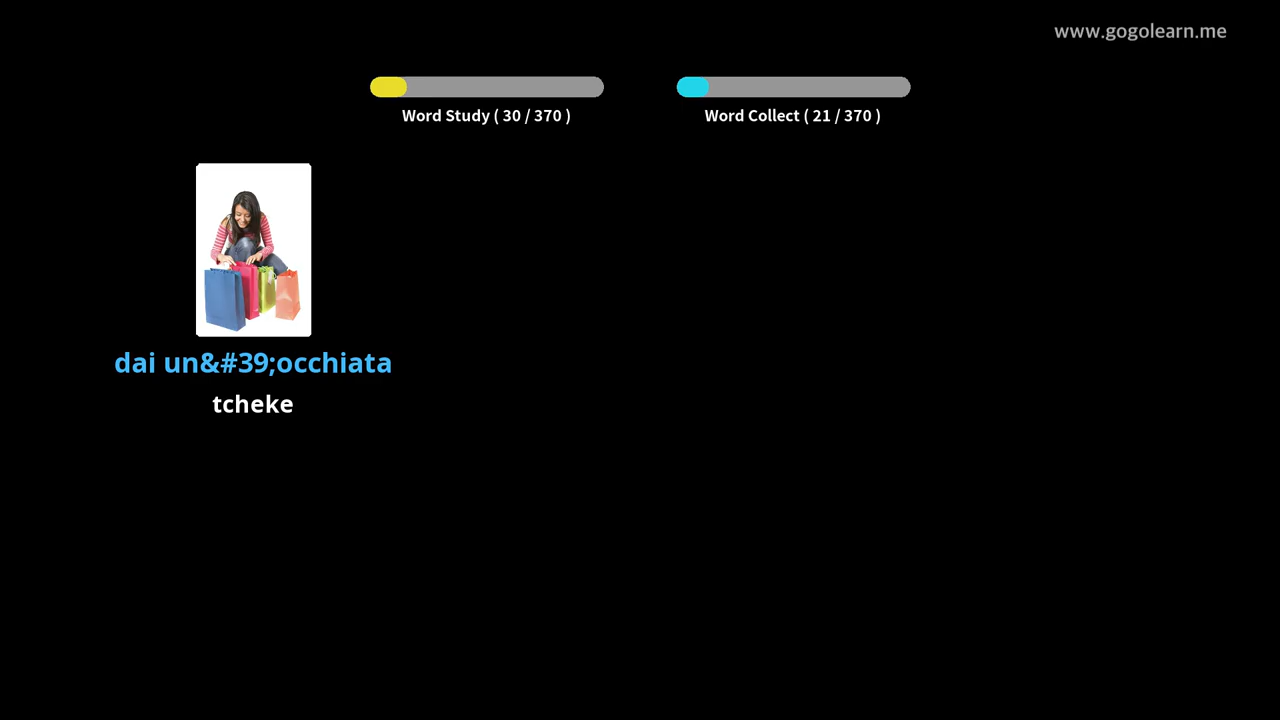 www.gogolearn.me
Word Study ( 30 / 370 )
Word Collect ( 21 / 370 )
dai un&#39;occhiata
tcheke